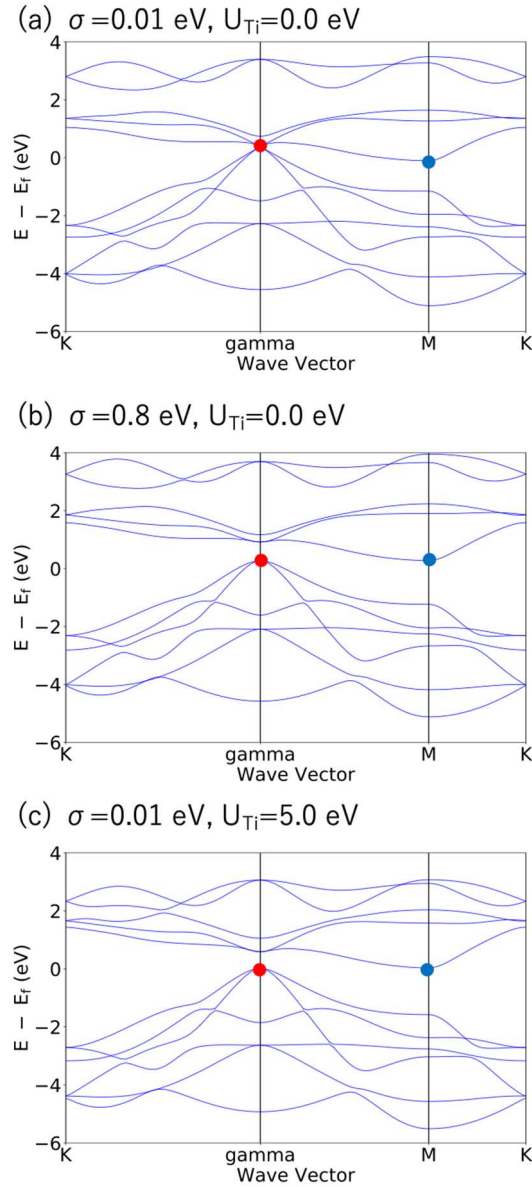 (a) σ=0.01 eV, U_Ti=0.0
4
2
0
−2
−4
−6
E − E_f (eV)
K gamma M K
Wave Vector
(b) σ=0.8 eV, U_Ti=0.0
4
2
0
−2
−4
−6
E − E_f (eV)
K gamma M K
Wave Vector
(c) σ=0.01 eV, U_Ti=5.0 eV
4
2
0
−2
−4
−6
E − E_f (eV)
K gamma M K
Wave Vector